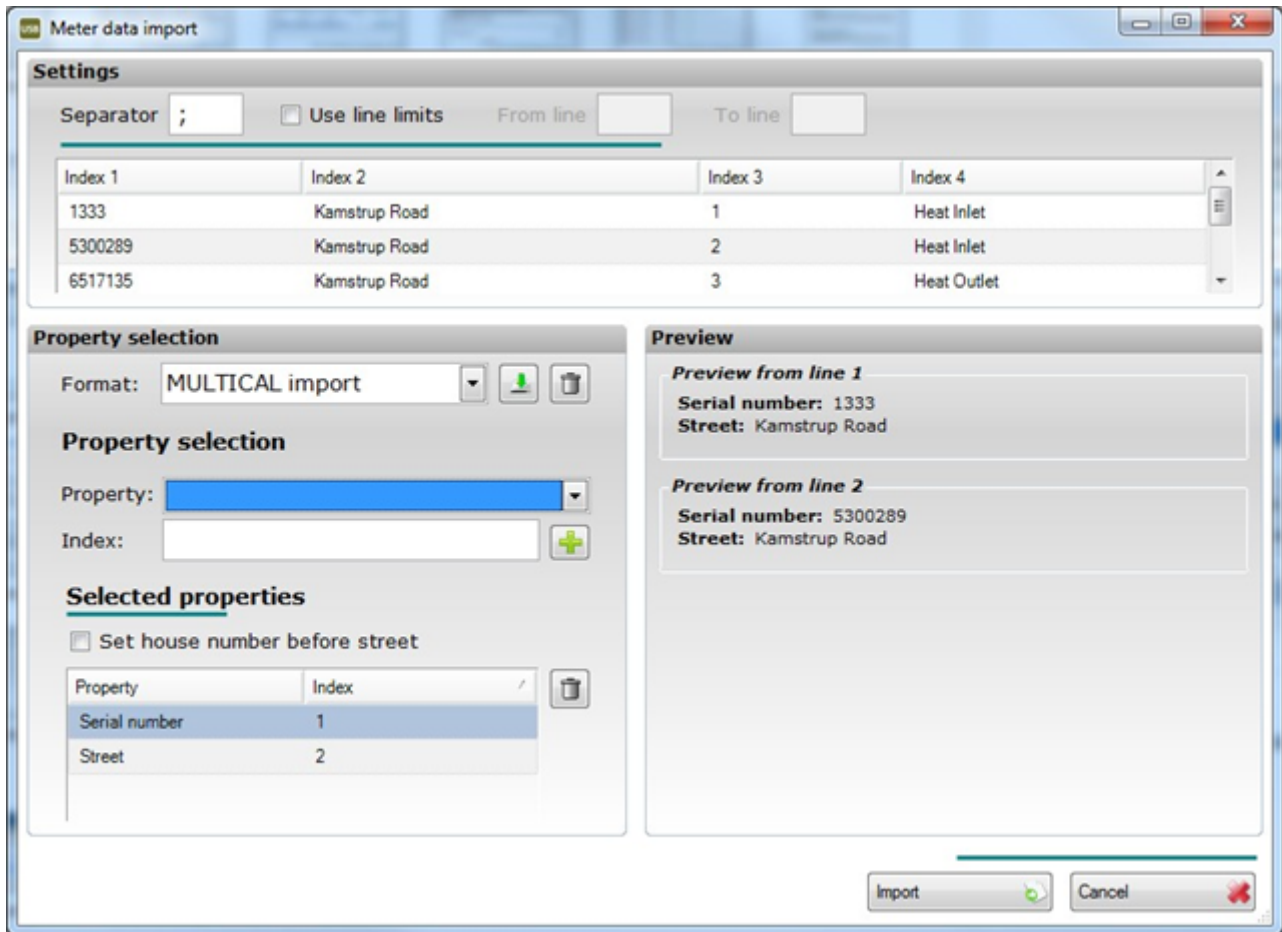 USB Meter data import
Settings
Separator ; Use line limits From line To line
Index 1 Index 2 Index 3 Index 4
1333 Kamstrup Road 1 Heat Inlet
5300289 Kamstrup Road 2 Heat Inlet
6517135 Kamstrup Road 3 Heat Outlet
Property selection
Format: MULTICAL import
Property selection
Property:
Index:
Selected properties
Set house number before street
Property Index
Serial number 1
Street 2
Preview
Preview from line 1
Serial number: 1333
Street: Kamstrup Road
Preview from line 2
Serial number: 5300289
Street: Kamstrup Road
Import Cancel